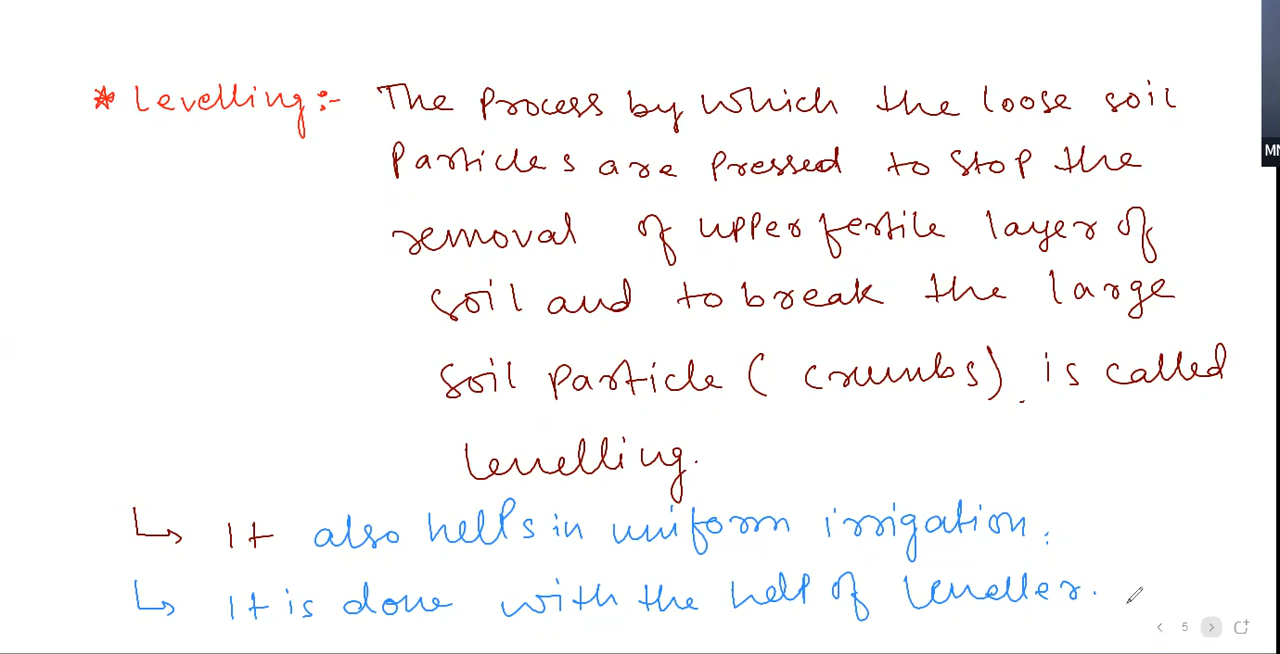 * Levelling :- The process by which the loose soil
particles are pressed to stop the
removal of upper fertile layer of
soil and to break the large
soil particle ( crumbs ) is called
levelling.
↳ It also helps in uniform irrigation.
↳ It is done with the help of leveller.
< 5 >
MN